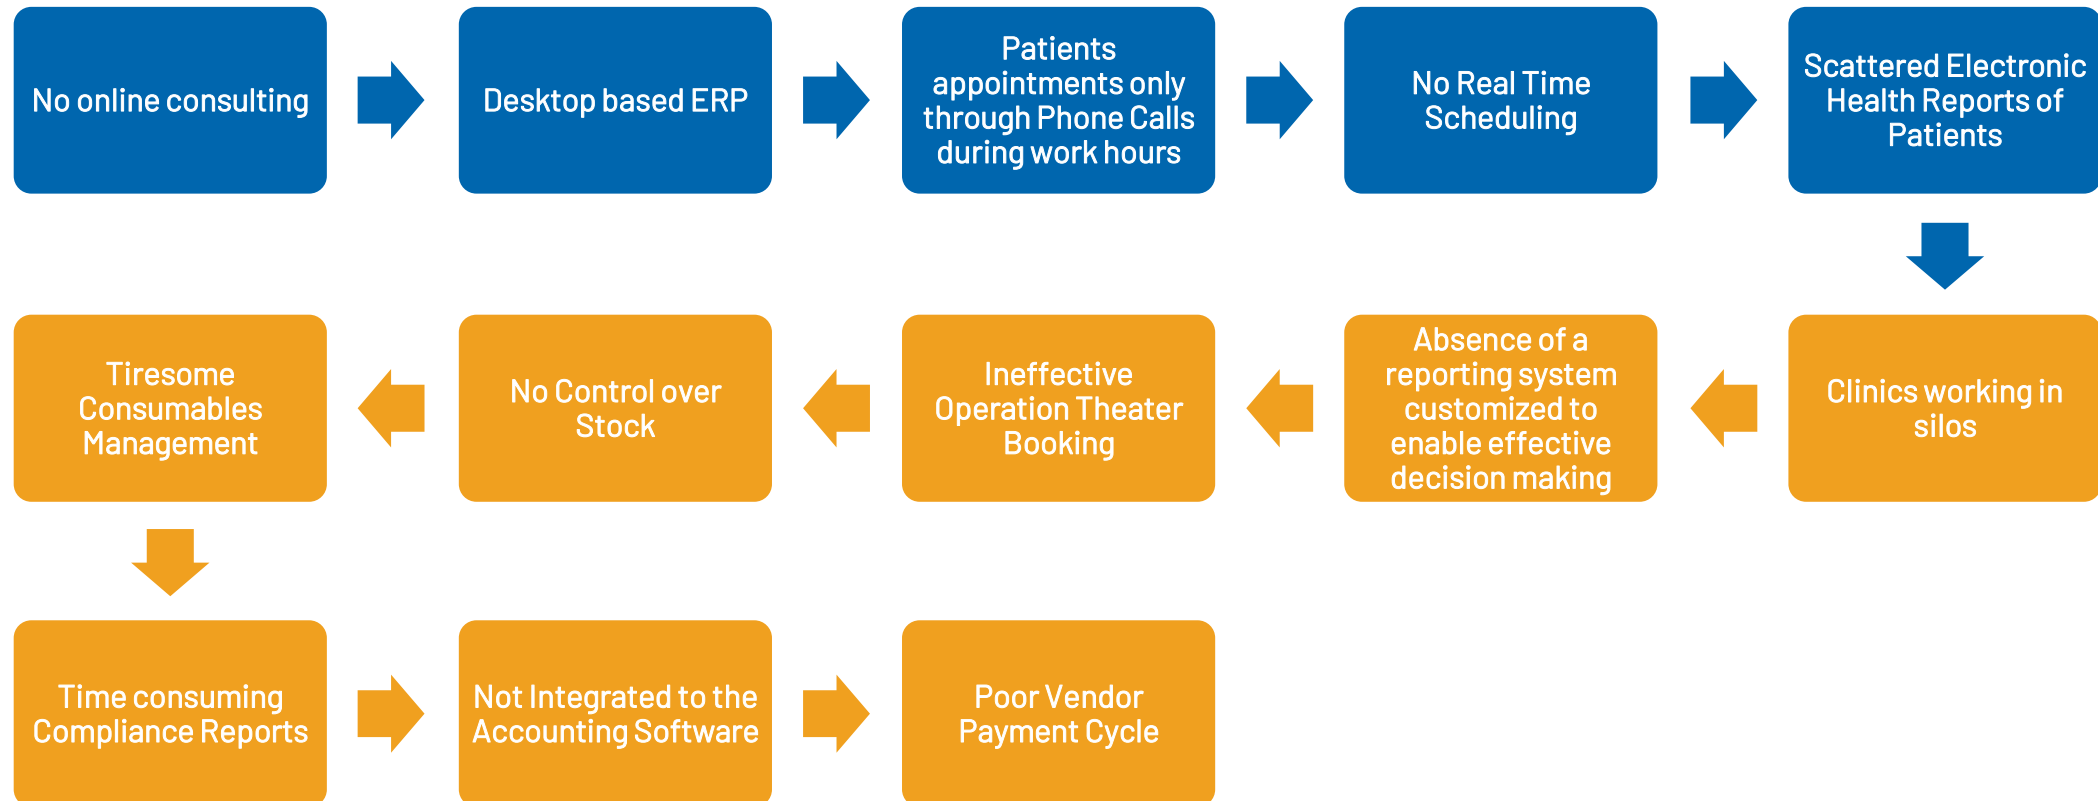 No online consulting
Desktop based ERP
Patients
appointments only
through Phone Calls
during work hours
No Real Time
Scheduling
Scattered Electronic
Health Reports of
Patients
Clinics working in
silos
Absence of a
reporting system
customized to
enable effective
decision making
Ineffective
Operation Theater
Booking
No Control over
Stock
Tiresome
Consumables
Management
Time consuming
Compliance Reports
Not Integrated to the
Accounting Software
Poor Vendor
Payment Cycle